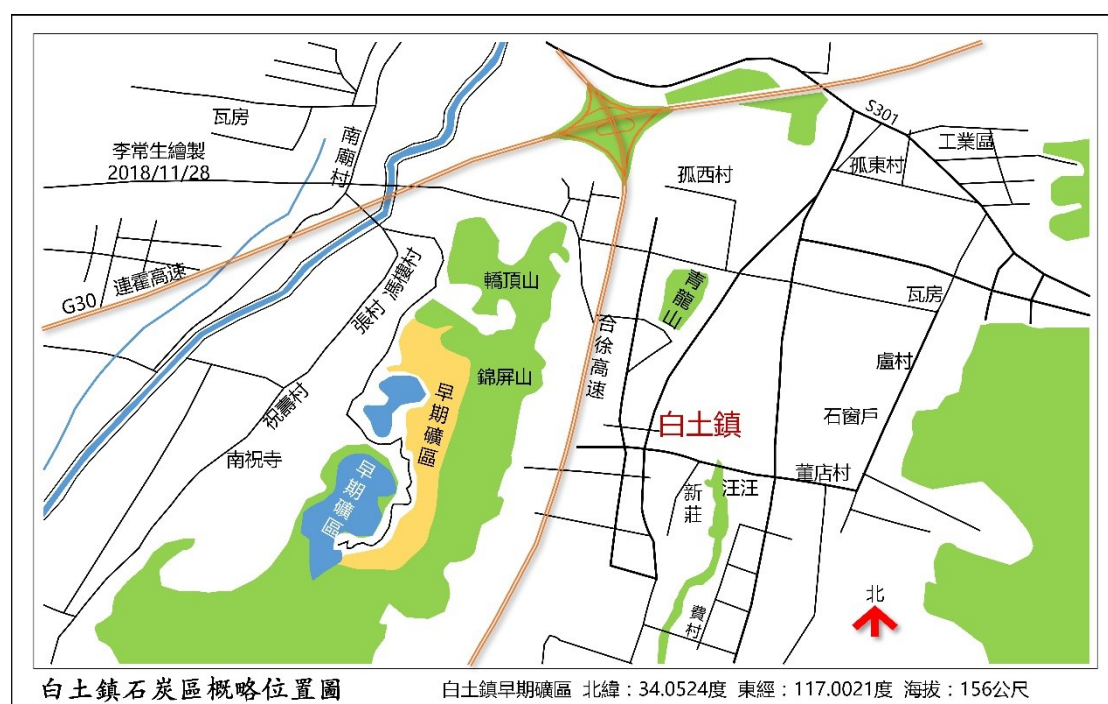 瓦房
李常生繪製
2018/11/28
南廟村
S301
工業區
孤西村
孤東村
連霍高速
G30
張村 馮樓村
轎頂山
青龍山
瓦房
合徐高速
錦屏山
盧村
早期礦區
祝壽村
白土鎮
石窗戶
南祝寺
早期礦區
董店村
新莊
汪汪
費村
北
白土鎮石炭區概略位置圖
白土鎮早期礦區 北緯：34.0524度 東經：117.0021度 海拔：156公尺